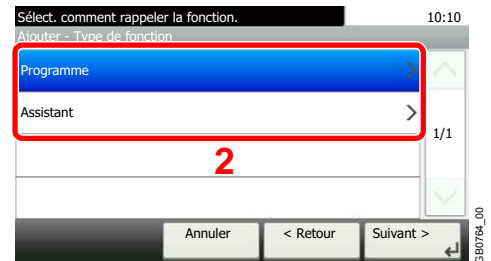 Sélect. comment rappeler la fonction. 10:10
Ajouter - Type de fonction
Programme
Assistant
1/1
2
Annuler < Retour Suivant >
GB0764_00